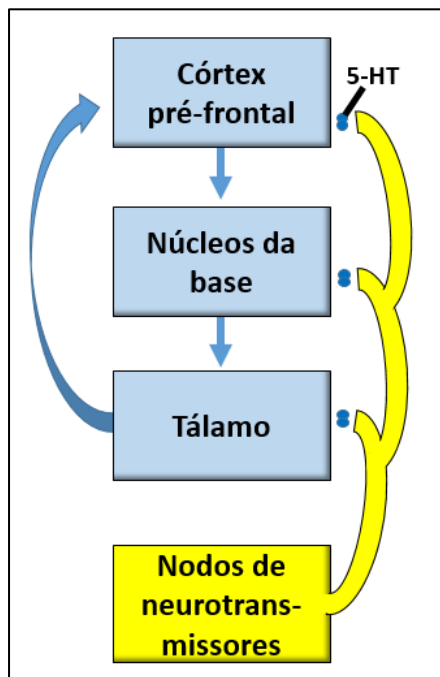 Córtex
pré-frontal
5-HT
Núcleos da
base
Tálamo
Nodos de
neurotrans-
missores